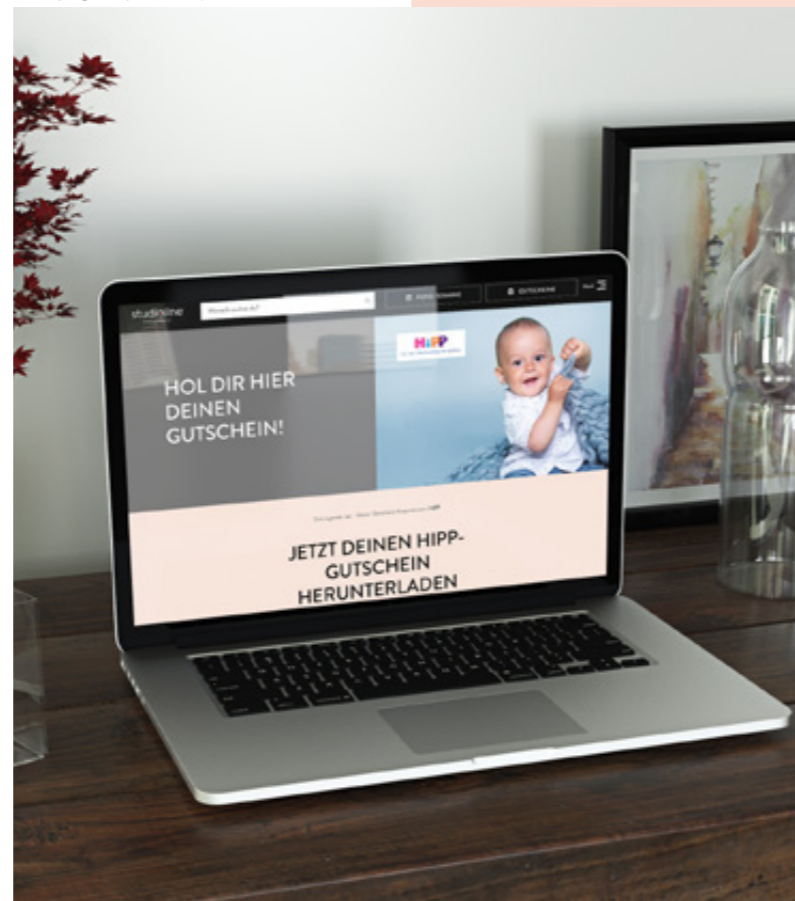 studioline
GUTSCHEINE
HiPP
HOL DIR HIER
DEINEN
GUTSCHEIN!
JETZT DEINEN HIPP-
GUTSCHEIN
HERUNTERLADEN